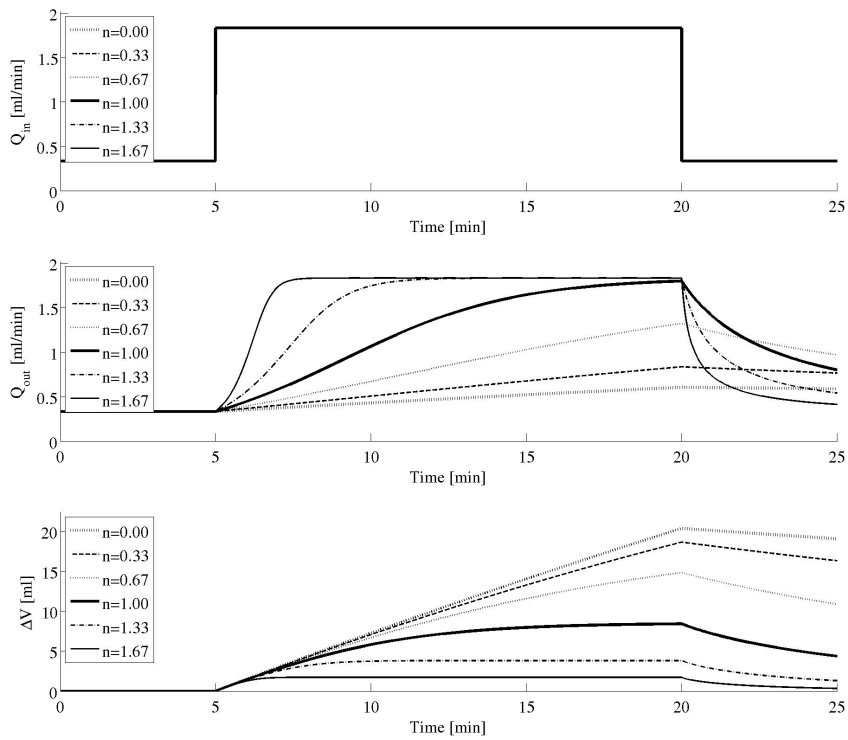 2
1.5
1
0.5
0
Q_in [ml/min]
n=0.00
n=0.33
n=0.67
n=1.00
n=1.33
n=1.67
0 5 10 15 20 25
Time [min]
2
1.5
1
0.5
0
Q_out [ml/min]
n=0.00
n=0.33
n=0.67
n=1.00
n=1.33
n=1.67
0 5 10 15 20 25
Time [min]
20
15
10
5
0
ΔV [ml]
n=0.00
n=0.33
n=0.67
n=1.00
n=1.33
n=1.67
0 5 10 15 20 25
Time [min]